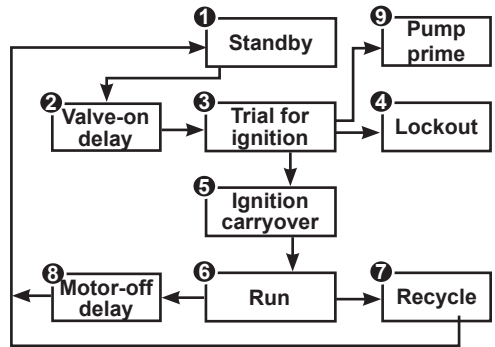 1
Standby
9
Pump
prime
2
Valve-on
delay
3
Trial for
ignition
4
Lockout
5
Ignition
carryover
8
Motor-off
delay
6
Run
7
Recycle